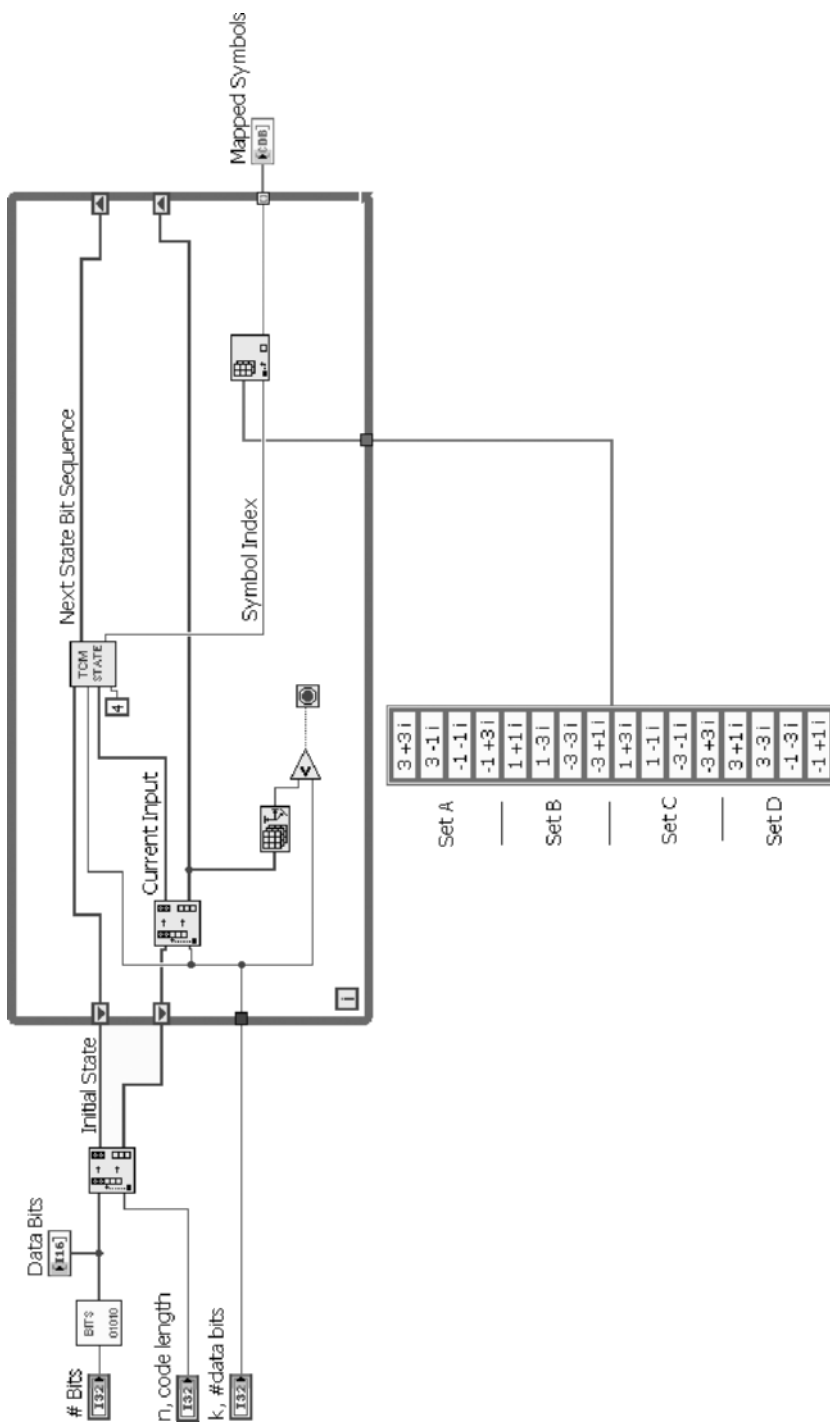 # Bits
I32
BITS
01010
Data Bits
I16]
n, code length
I32
k, #data bits
I32
Initial State
Current Input
TCM
STATE
4
Next State Bit Sequence
Symbol Index
i
Mapped Symbols
CDB]
Set A
3 +3 i
3 -1 i
-1 -1 i
-1 +3 i
Set B
1 +1 i
1 -3 i
-3 -3 i
-3 +1 i
Set C
1 +3 i
1 -1 i
-3 -1 i
-3 +3 i
Set D
3 +1 i
3 -3 i
-1 -3 i
-1 +1 i